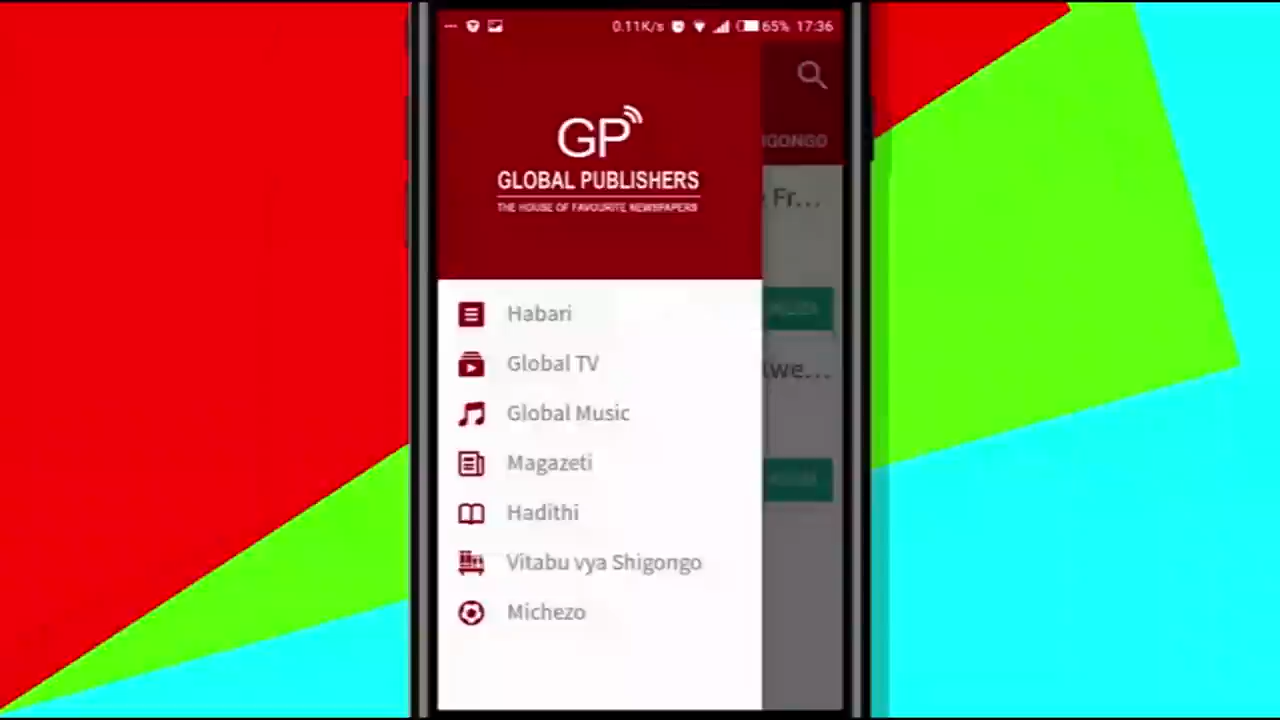 0.11K/s 65% 17:36
GP
GLOBAL PUBLISHERS
THE HOUSE OF FAVOURITE NEWSPAPERS
Fr...
Habari
Global TV
Global Music
Magazeti
Hadithi
Vitabu vya Shigongo
Michezo